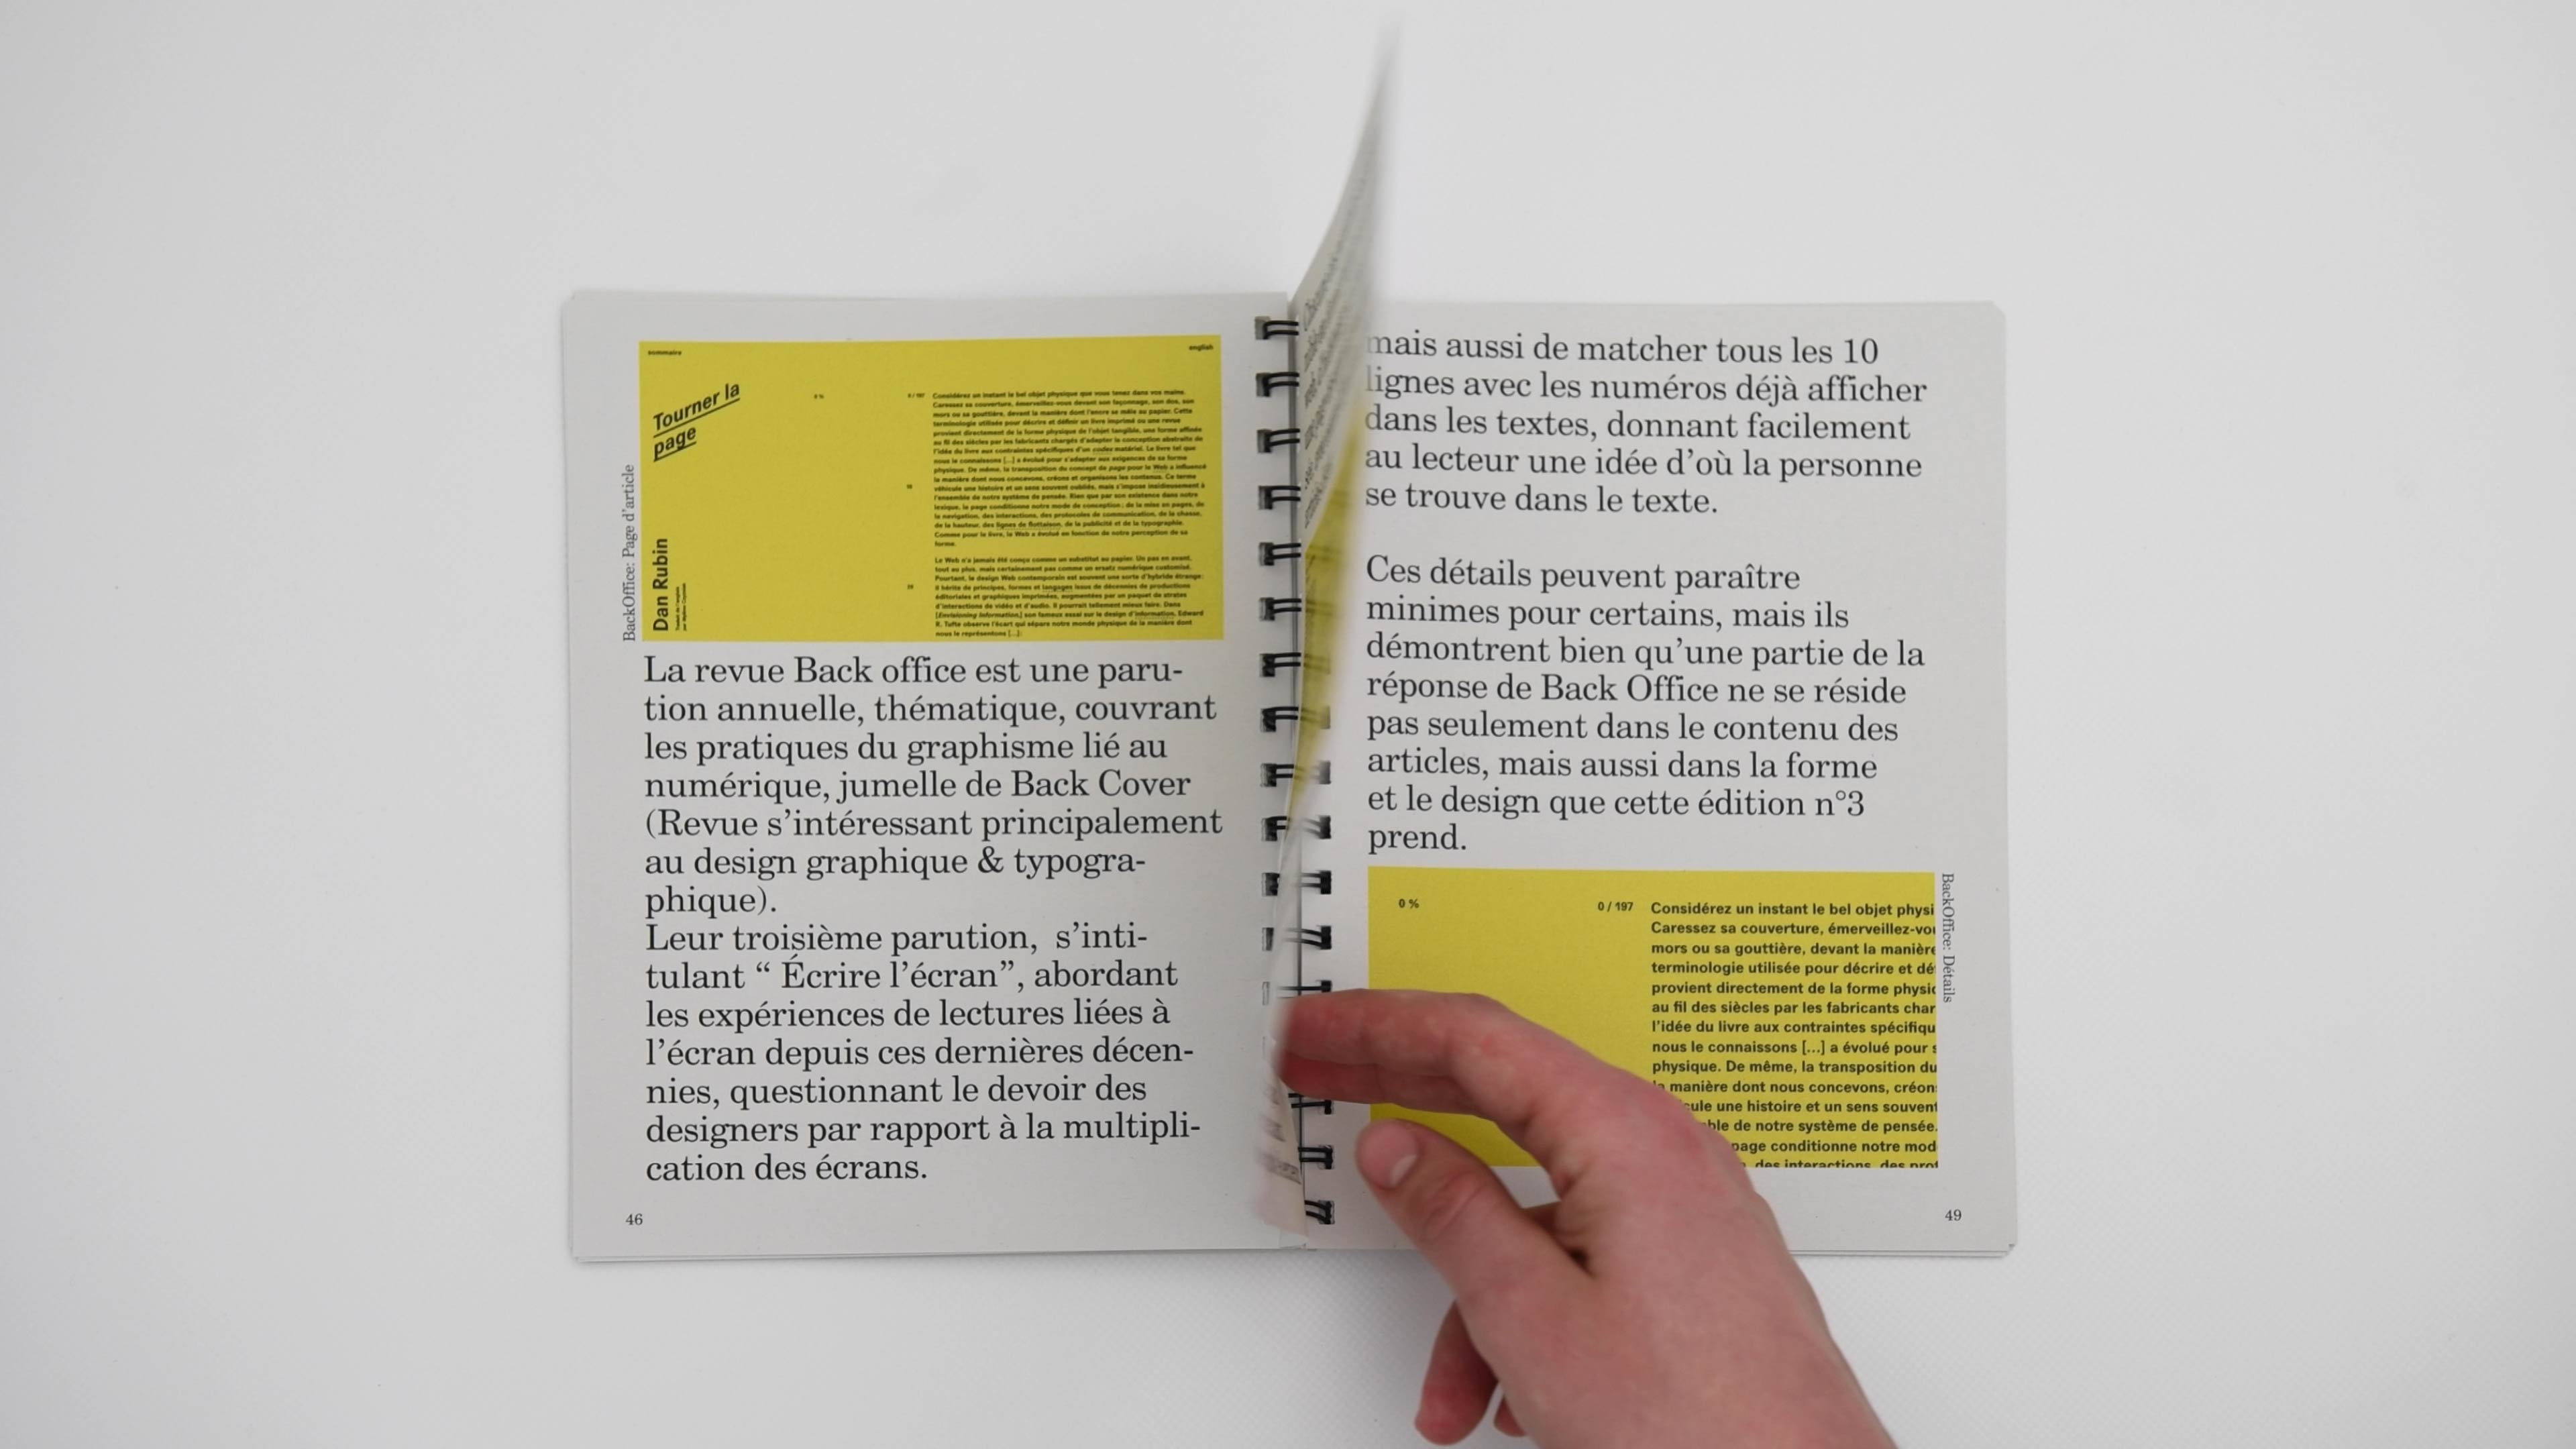 sommaire
english
Tourner la
page
0 %
0 / 197
Considérez un instant le bel objet physique que vous tenez dans vos mains.
Caressez sa couverture, émerveillez-vous devant son façonnage, son dos, son
mors ou sa gouttière, devant la manière dont l'encre se mêle au papier. Cette
terminologie utilisée pour décrire et définir un livre imprimé ou une revue
provient directement de la forme physique de l'objet tangible, une forme affinée
au fil des siècles par les fabricants chargés d'adapter la conception abstraite de
l'idée du livre aux contraintes spécifiques d'un codex matériel. Le livre tel que
nous le connaissons [...] a évolué pour s'adapter aux exigences de sa forme
physique. De même, la transposition du concept de page pour le Web a influencé
la manière dont nous concevons, créons et organisons les contenus. Ce terme
véhicule une histoire et un sens souvent oubliés, mais s'impose insidieusement à
l'ensemble de notre système de pensée. Rien que par son existence dans notre
lexique, la page conditionne notre mode de conception : de la mise en pages, de
la navigation, des interactions, des protocoles de communication, de la chasse,
de la hauteur, des lignes de flottaison, de la publicité et de la typographie.
Comme pour le livre, le Web a évolué en fonction de notre perception de sa
forme.
10
Le Web n'a jamais été conçu comme un substitut au papier. Un pas en avant,
tout au plus, mais certainement pas comme un ersatz numérique customisé.
Pourtant, le design Web contemporain est souvent une sorte d'hybride étrange:
il hérite de principes, formes et langages issus de décennies de productions
éditoriales et graphiques imprimées, augmentées par un paquet de strates
d'interactions de vidéo et d'audio. Il pourrait tellement mieux faire. Dans
[Envisioning Information,] son fameux essai sur le design d'information, Edward
R. Tufte observe l'écart qui sépare notre monde physique de la manière dont
nous le représentons [...]:
20
Dan Rubin
BackOffice: Page d'article
La revue Back office est une paru-
tion annuelle, thématique, couvrant
les pratiques du graphisme lié au
numérique, jumelle de Back Cover
(Revue s'intéressant principalement
au design graphique & typogra-
phique).
Leur troisième parution, s'inti-
tulant “ Écrire l'écran”, abordant
les expériences de lectures liées à
l'écran depuis ces dernières décen-
nies, questionnant le devoir des
designers par rapport à la multipli-
cation des écrans.
46
mais aussi de matcher tous les 10
lignes avec les numéros déjà afficher
dans les textes, donnant facilement
au lecteur une idée d'où la personne
se trouve dans le texte.
Ces détails peuvent paraître
minimes pour certains, mais ils
démontrent bien qu'une partie de la
réponse de Back Office ne se réside
pas seulement dans le contenu des
articles, mais aussi dans la forme
et le design que cette édition n°3
prend.
0 %
0 / 197
Considérez un instant le bel objet physi
Caressez sa couverture, émerveillez-vou
mors ou sa gouttière, devant la manière
terminologie utilisée pour décrire et dé
provient directement de la forme physic
au fil des siècles par les fabricants char
l'idée du livre aux contraintes spécifiqu
nous le connaissons [...] a évolué pour s
physique. De même, la transposition du
la manière dont nous concevons, créon
cule une histoire et un sens souvent
ble de notre système de pensée.
page conditionne notre mod
des interactions, des prot
BackOffice: Détails
49